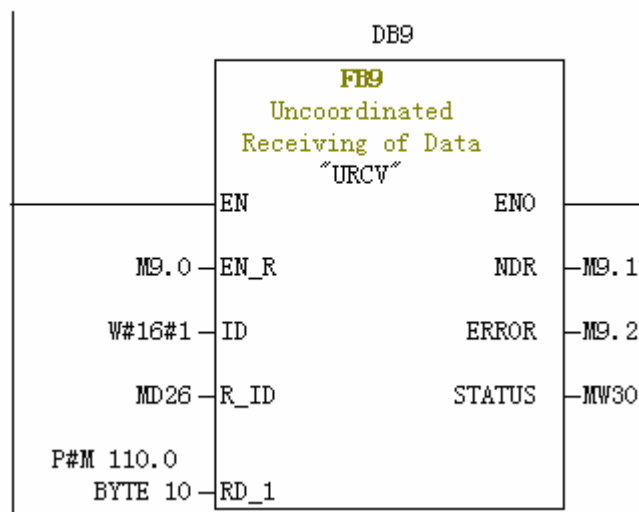 DB9
FB9
Uncoordinated
Receiving of Data
"URCV"
EN ENO
M9.0 EN_R NDR M9.1
W#16#1 ID ERROR M9.2
MD26 R_ID STATUS MW30
P#M 110.0
BYTE 10 RD_1